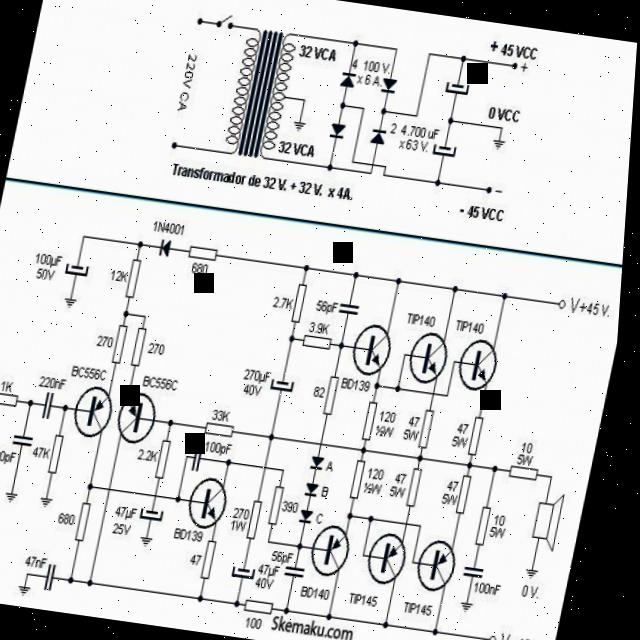 + 45 VCC
+
32 VCA
4 100 V.
x 6 A.
220V CA
0 VCC
2 4.700 uF
x 63 V.
32 VCA
Transformador de 32 V. + 32 V. x 4A.
-
- 45 VCC
1N4001
680
100µF
50V
12K
2.7K
56pF
V+45 V.
TIP140
TIP140
3.9K
270
270
BD139
BC556C
BC556C
270µF
40V
82
1K
220nF
33K
120
½W
47
5W
47
5W
10
5W
47K
2.2K
100pF
A
B
C
120
½W
47
5W
47
5W
390
10
5W
680
47µF
25V
BD139
270
1W
47
56pF
47µF
40V
BD140
TIP145
TIP145
100nF
0 V.
47nF
100
Skemaku.com